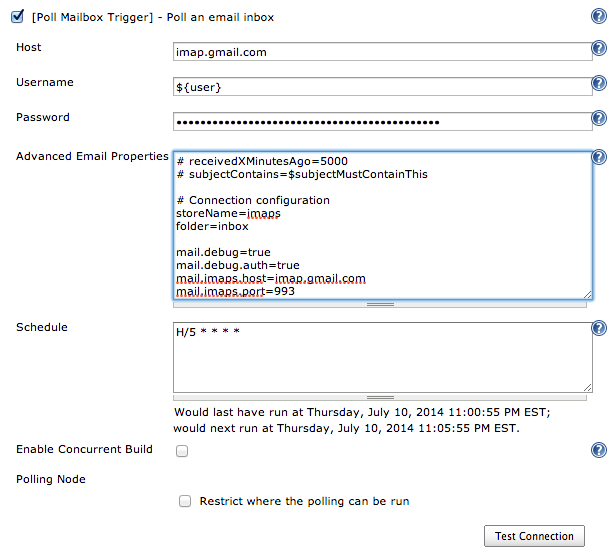 [Poll Mailbox Trigger] - Poll an email inbox
Host
imap.gmail.com
Username
${user}
Password
Advanced Email Properties
# receivedXMinutesAgo=5000
# subjectContains=$subjectMustContainThis
# Connection configuration
storeName=imaps
folder=inbox
mail.debug=true
mail.debug.auth=true
mail.imaps.host=imap.gmail.com
mail.imaps.port=993
Schedule
H/5 * * * *
Would last have run at Thursday, July 10, 2014 11:00:55 PM EST;
would next run at Thursday, July 10, 2014 11:05:55 PM EST.
Enable Concurrent Build
Polling Node
Restrict where the polling can be run
Test Connection